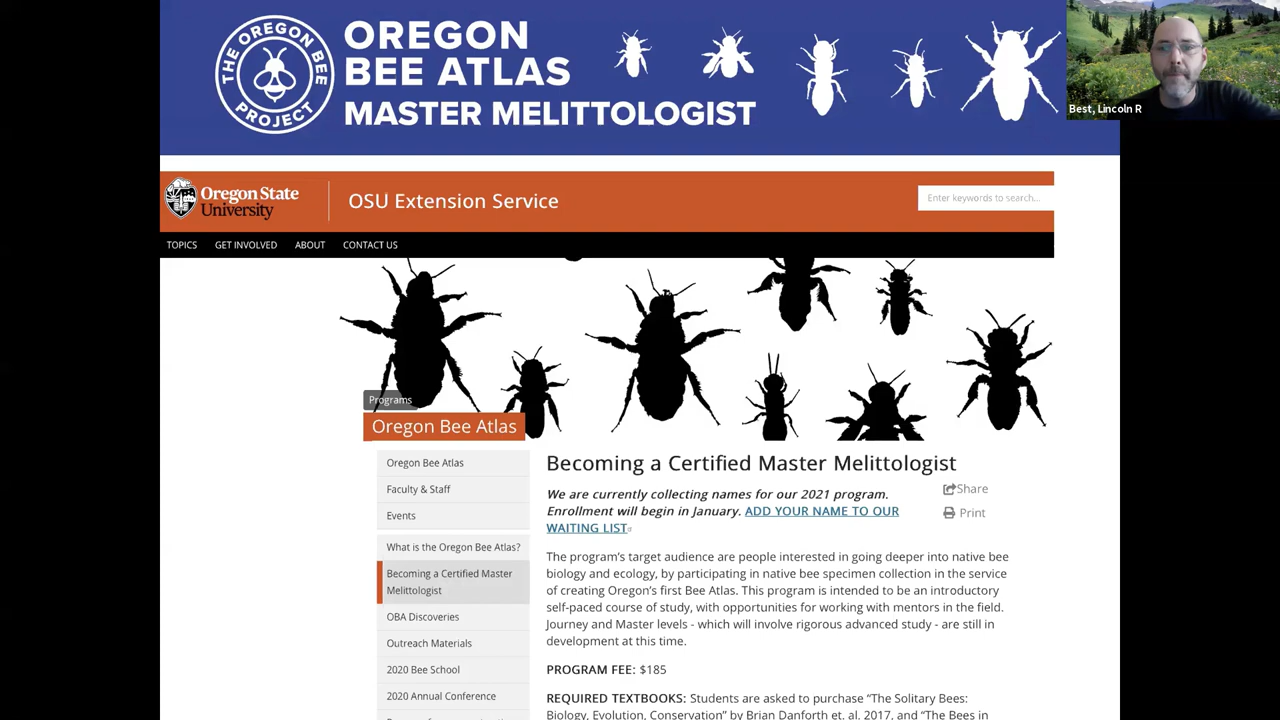 THE OREGON BEE PROJECT
OREGON
BEE ATLAS
MASTER MELITTOLOGIST
Best, Lincoln R
Oregon State
University
OSU Extension Service
Enter keywords to search...
TOPICS GET INVOLVED ABOUT CONTACT US
Programs
Oregon Bee Atlas
Oregon Bee Atlas
Faculty & Staff
Events
What is the Oregon Bee Atlas?
Becoming a Certified Master
Melittologist
OBA Discoveries
Outreach Materials
2020 Bee School
2020 Annual Conference
Becoming a Certified Master Melittologist
Share
Print
We are currently collecting names for our 2021 program.
Enrollment will begin in January. ADD YOUR NAME TO OUR
WAITING LIST
The program's target audience are people interested in going deeper into native bee
biology and ecology, by participating in native bee specimen collection in the service
of creating Oregon's first Bee Atlas. This program is intended to be an introductory
self-paced course of study, with opportunities for working with mentors in the field.
Journey and Master levels - which will involve rigorous advanced study - are still in
development at this time.
PROGRAM FEE: $185
REQUIRED TEXTBOOKS: Students are asked to purchase “The Solitary Bees:
Biology, Evolution, Conservation” by Brian Danforth et. al. 2017, and “The Bees in